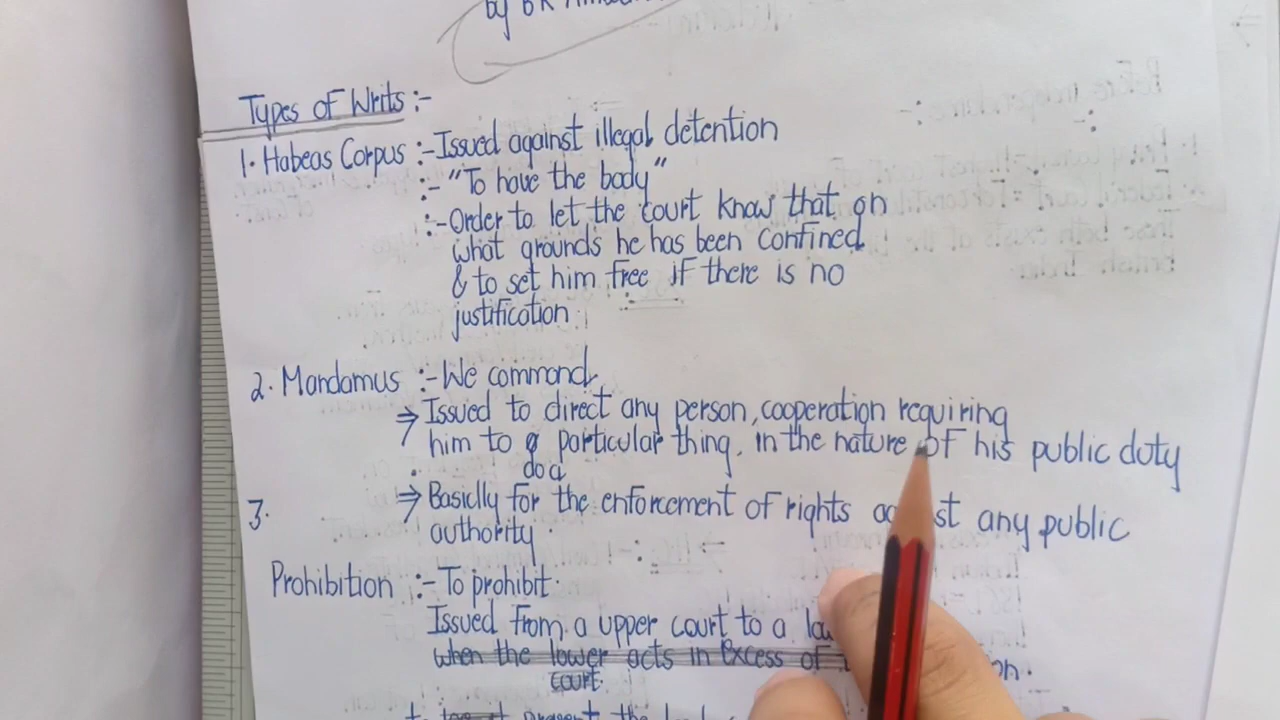 by BR
Types of Writs :-
1. Habeas Corpus :- Issued against illegal detention
:- "To have the body"
:- Order to let the court know that on
what grounds he has been confined
& to set him free if there is no
justification
2. Mandamus :- We command
⇒ Issued to direct any person, cooperation requiring
him to a particular thing. in the nature of his public duty
do a
⇒ Basiclly for the enforcement of rights any public
3.
authority.
Prohibition :- To prohibit.
Issued from a upper court to a
when the lower acts in Excess of
court.
the